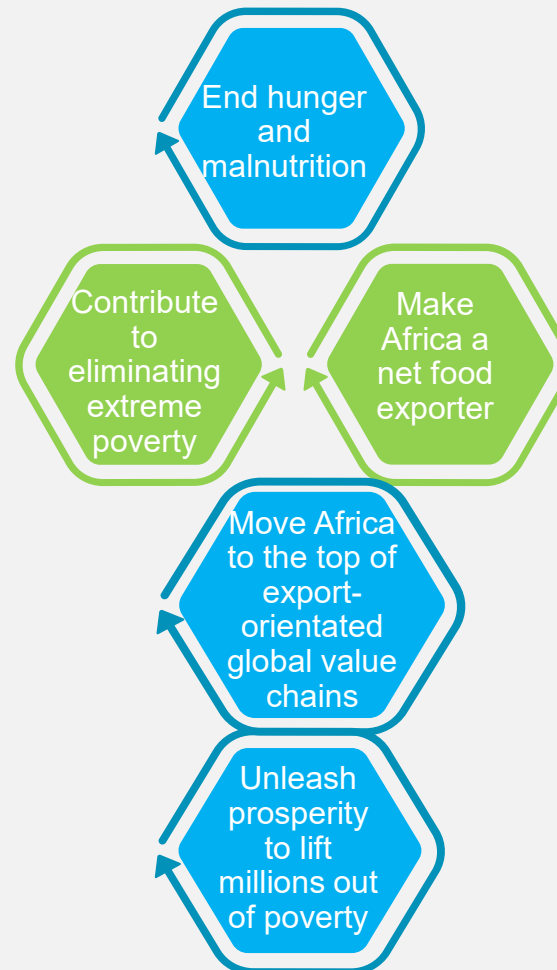 End hunger
and
malnutrition
Contribute
to
eliminating
extreme
poverty
Make
Africa a
net food
exporter
Move Africa
to the top of
export-
orientated
global value
chains
Unleash
prosperity
to lift
millions out
of poverty